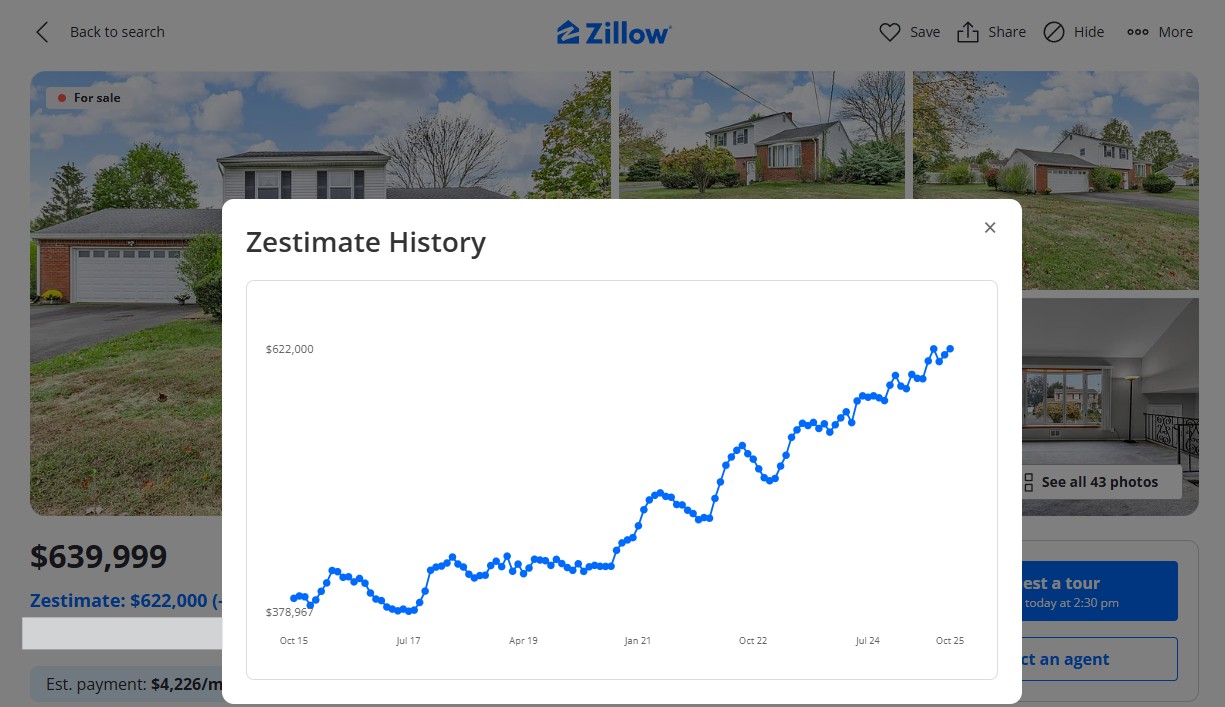 Back to search
Zillow
Save
Share
Hide
More
For sale
Zestimate History
×
$622,000
$378,967
Oct 15
Jul 17
Apr 19
Jan 21
Oct 22
Jul 24
Oct 25
See all 43 photos
$639,999
Zestimate: $622,000 (-
Est. payment: $4,226/m
est a tour
today at 2:30 pm
ct an agent